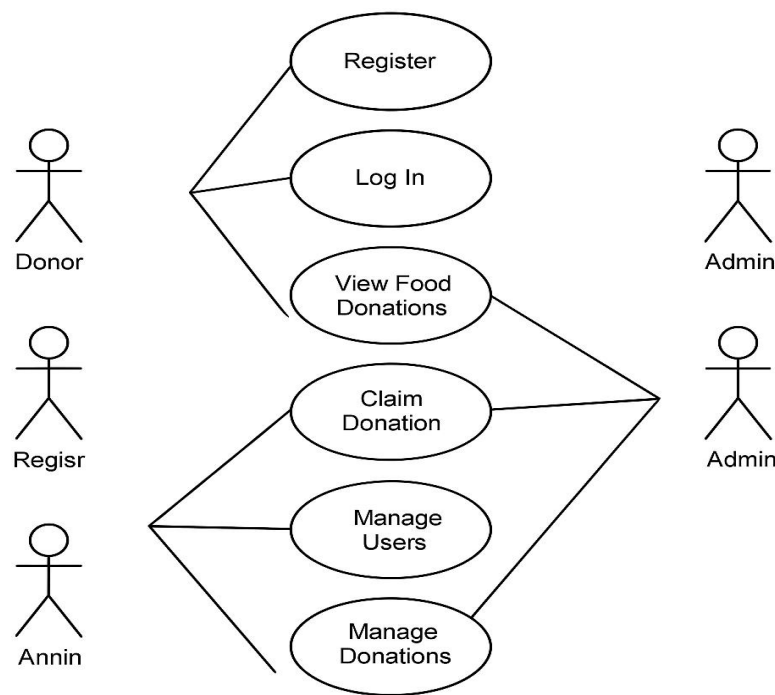 Register
Log In
Donor
Admin
View Food
Donations
Claim
Donation
Regisr
Admin
Manage
Users
Annin
Manage
Donations